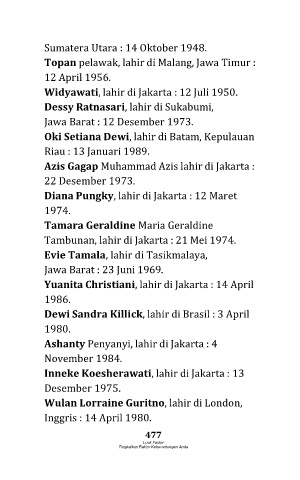 Sumatera Utara : 14 Oktober 1948.
Topan pelawak, lahir di Malang, Jawa Timur :
12 April 1956.
Widyawati, lahir di Jakarta : 12 Juli 1950.
Dessy Ratnasari, lahir di Sukabumi,
Jawa Barat : 12 Desember 1973.
Oki Setiana Dewi, lahir di Batam, Kepulauan
Riau : 13 Januari 1989.
Azis Gagap Muhammad Azis lahir di Jakarta :
22 Desember 1973.
Diana Pungky, lahir di Jakarta : 12 Maret
1974.
Tamara Geraldine Maria Geraldine
Tambunan, lahir di Jakarta : 21 Mei 1974.
Evie Tamala, lahir di Tasikmalaya,
Jawa Barat : 23 Juni 1969.
Yuanita Christiani, lahir di Jakarta : 14 April
1986.
Dewi Sandra Killick, lahir di Brasil : 3 April
1980.
Ashanty Penyanyi, lahir di Jakarta : 4
November 1984.
Inneke Koesherawati, lahir di Jakarta : 13
Desember 1975.
Wulan Lorraine Guritno, lahir di London,
Inggris : 14 April 1980.
477
Tingkatkan Faktor Keberuntungan Anda